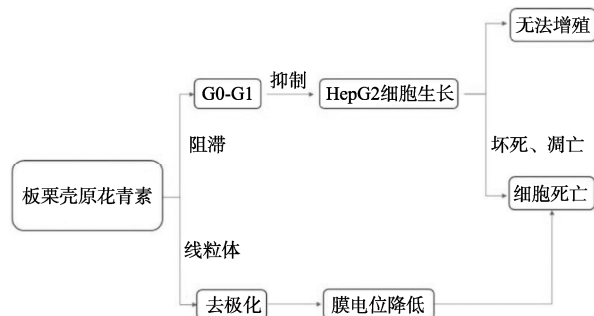 无法增殖
G0-G1
抑制
HepG2细胞生长
阻滞
坏死、凋亡
板栗壳原花青素
细胞死亡
线粒体
去极化
膜电位降低